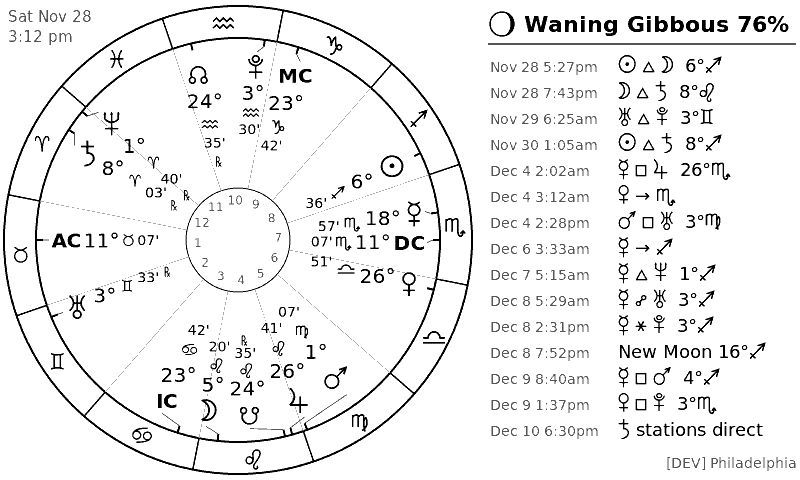 Sat Nov 28
3:12 pm
Waning Gibbous 76%
♒
♓
♑
♈
♐
♉
♏
♊
♎
♋
♍
♌
☊
24°
♒
35'
℞
♇
3°
♒
30'
MC
23°
♑
42'
♆ 1° ♈ 40' ℞
♄ 8° ♈ 03' ℞
☉ 6° ♐ 36'
☿ 18° ♏ 57'
AC 11° ♉ 07'
DC 11° ♏ 07'
♀ 26° ♎ 51'
♅ 3° ♊ 33' ℞
42'
♋
23°
IC
20'
♌
5°
☽
℞
35'
♌
24°
☋
41'
♌
26°
♃
07'
♍
1°
♂
1 2 3 4 5 6 7 8 9 10 11 12
Nov 28 5:27pm ☉ △ ☽ 6°♐
Nov 28 7:43pm ☽ △ ♄ 8°♌
Nov 29 6:25am ♅ △ ♇ 3°♊
Nov 30 1:05am ☉ △ ♄ 8°♐
Dec 4 2:02am ☿ □ ♃ 26°♏
Dec 4 3:12am ♀ → ♏
Dec 4 2:28pm ♂ □ ♅ 3°♍
Dec 6 3:33am ☿ → ♐
Dec 7 5:15am ☿ △ ♆ 1°♐
Dec 8 5:29am ☿ ☍ ♅ 3°♐
Dec 8 2:31pm ☿ ⚹ ♇ 3°♐
Dec 8 7:52pm New Moon 16°♐
Dec 9 8:40am ☿ □ ♂ 4°♐
Dec 9 1:37pm ♀ □ ♇ 3°♏
Dec 10 6:30pm ♄ stations direct
[DEV] Philadelphia